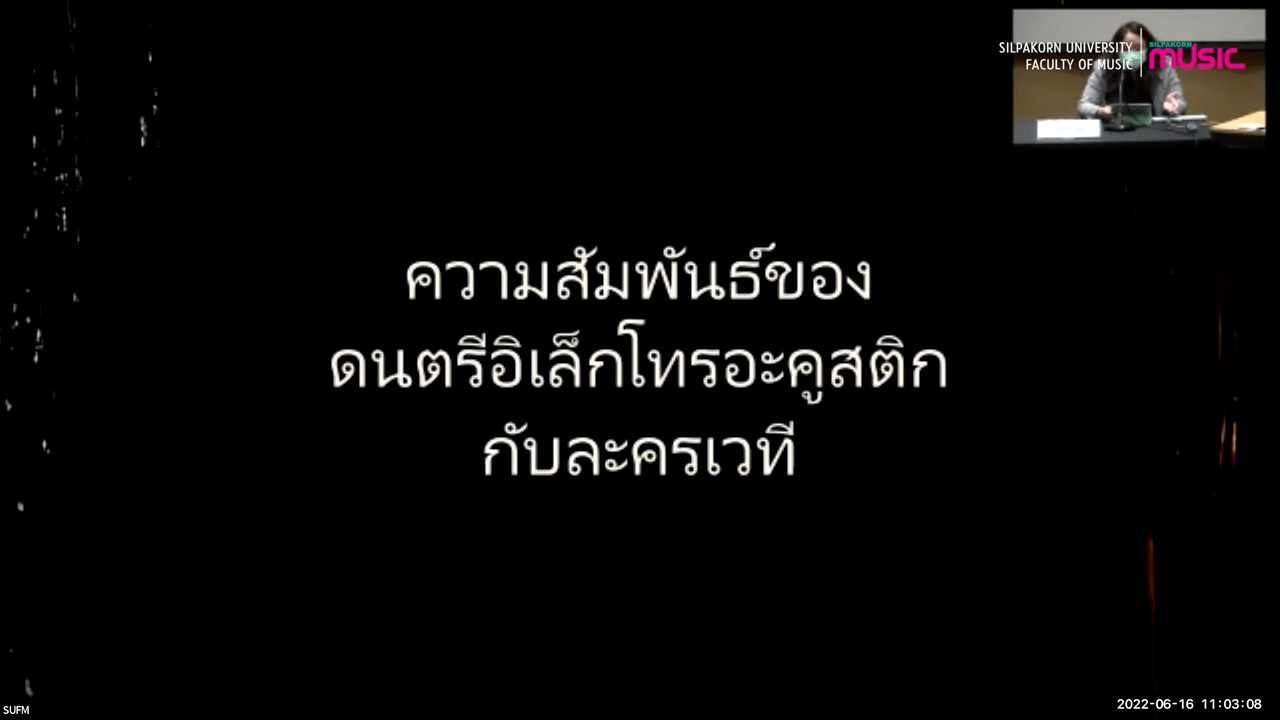 SILPAKORN UNIVERSITY
FACULTY OF MUSIC
SILPAKORN
music
ความสัมพันธ์ของ
ดนตรีอิเล็กโทรอะคูสติก
กับละครเวที
SUFM
2022-06-16 11:03:08